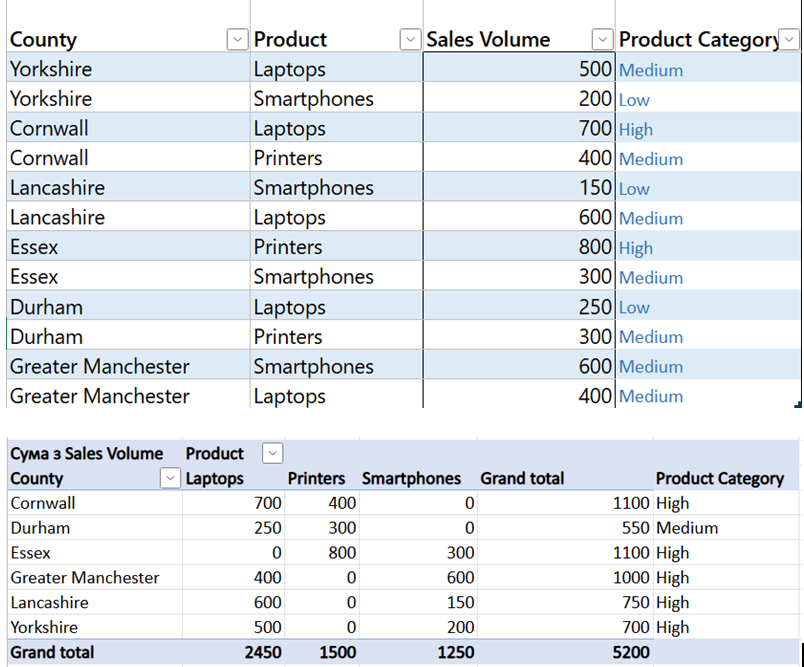 County Product Sales Volume Product Category
Yorkshire Laptops 500 Medium
Yorkshire Smartphones 200 Low
Cornwall Laptops 700 High
Cornwall Printers 400 Medium
Lancashire Smartphones 150 Low
Lancashire Laptops 600 Medium
Essex Printers 800 High
Essex Smartphones 300 Medium
Durham Laptops 250 Low
Durham Printers 300 Medium
Greater Manchester Smartphones 600 Medium
Greater Manchester Laptops 400 Medium
Сума з Sales Volume Product
County Laptops Printers Smartphones Grand total Product Category
Cornwall 700 400 0 1100 High
Durham 250 300 0 550 Medium
Essex 0 800 300 1100 High
Greater Manchester 400 0 600 1000 High
Lancashire 600 0 150 750 High
Yorkshire 500 0 200 700 High
Grand total 2450 1500 1250 5200